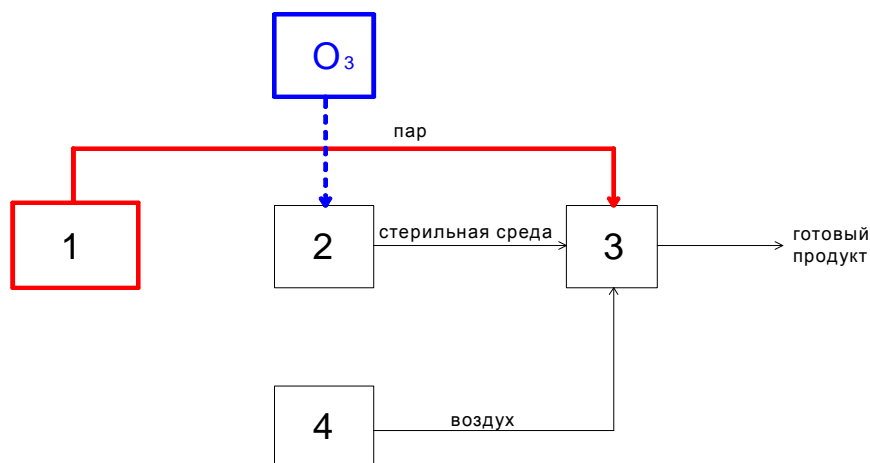 O₃
пар
1
2
стерильная среда
3
готовый
продукт
4
воздух